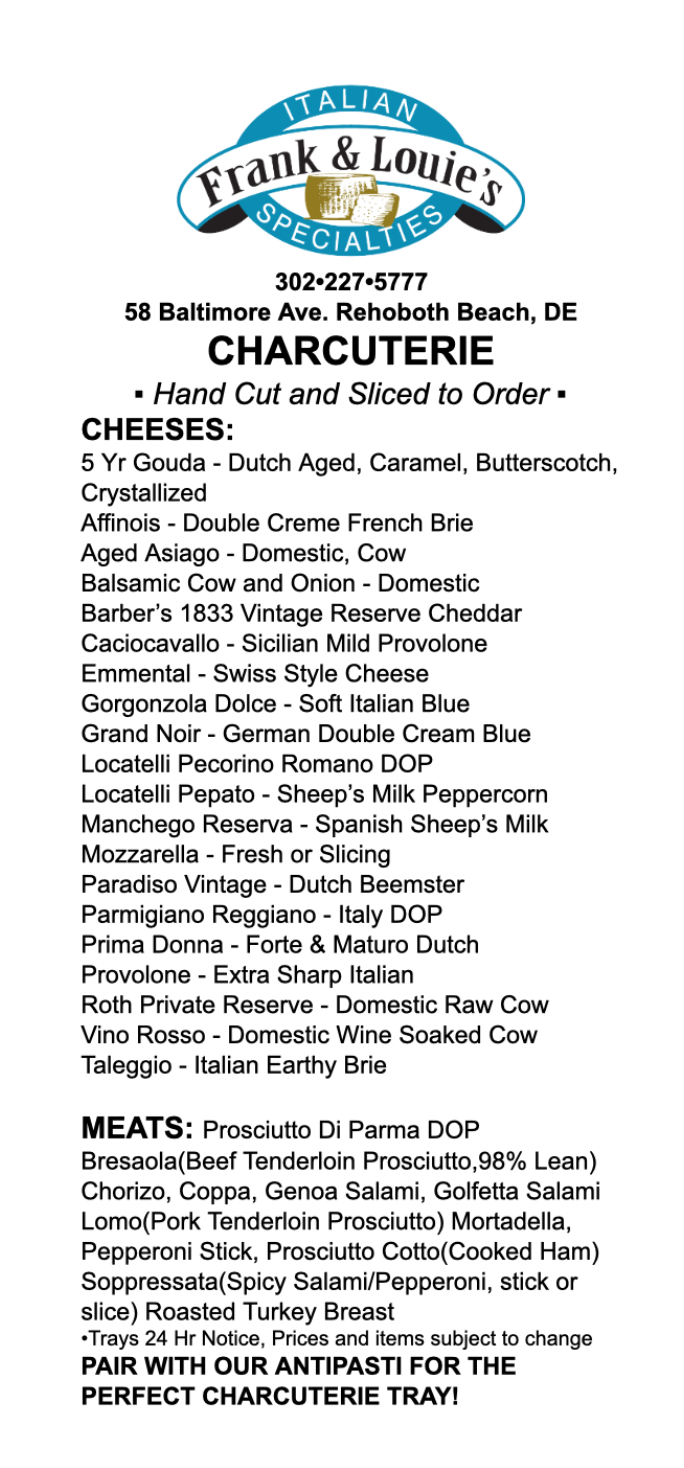 ITALIAN
Frank & Louie's
SPECIALTIES
302•227•5777
58 Baltimore Ave. Rehoboth Beach, DE
CHARCUTERIE
▪ Hand Cut and Sliced to Order ▪
CHEESES:
5 Yr Gouda - Dutch Aged, Caramel, Butterscotch,
Crystallized
Affinois - Double Creme French Brie
Aged Asiago - Domestic, Cow
Balsamic Cow and Onion - Domestic
Barber’s 1833 Vintage Reserve Cheddar
Caciocavallo - Sicilian Mild Provolone
Emmental - Swiss Style Cheese
Gorgonzola Dolce - Soft Italian Blue
Grand Noir - German Double Cream Blue
Locatelli Pecorino Romano DOP
Locatelli Pepato - Sheep’s Milk Peppercorn
Manchego Reserva - Spanish Sheep’s Milk
Mozzarella - Fresh or Slicing
Paradiso Vintage - Dutch Beemster
Parmigiano Reggiano - Italy DOP
Prima Donna - Forte & Maturo Dutch
Provolone - Extra Sharp Italian
Roth Private Reserve - Domestic Raw Cow
Vino Rosso - Domestic Wine Soaked Cow
Taleggio - Italian Earthy Brie
MEATS: Prosciutto Di Parma DOP
Bresaola(Beef Tenderloin Prosciutto,98% Lean)
Chorizo, Coppa, Genoa Salami, Golfetta Salami
Lomo(Pork Tenderloin Prosciutto) Mortadella,
Pepperoni Stick, Prosciutto Cotto(Cooked Ham)
Soppressata(Spicy Salami/Pepperoni, stick or
slice) Roasted Turkey Breast
•Trays 24 Hr Notice, Prices and items subject to change
PAIR WITH OUR ANTIPASTI FOR THE
PERFECT CHARCUTERIE TRAY!